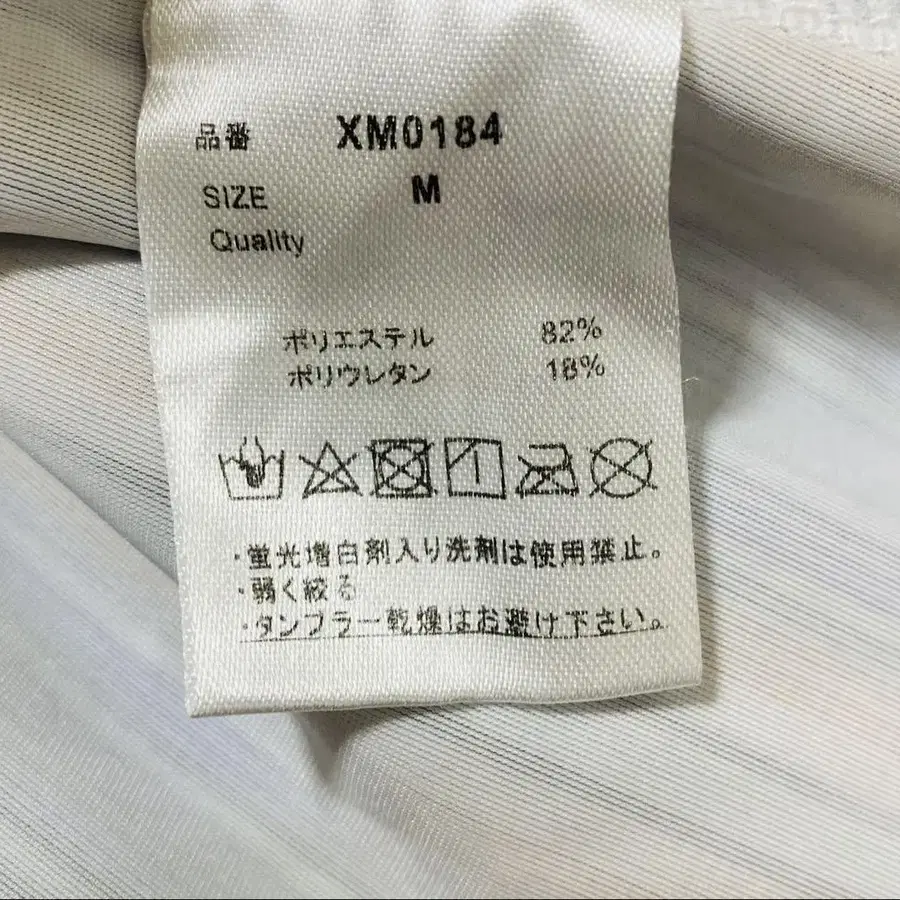 品番 XM0184
SIZE M
Quality
ポリエステル 82%
ポリウレタン 18%
・蛍光増白剤入り洗剤は使用禁止。
・弱く絞る
・タンブラー乾燥はお避け下さい。